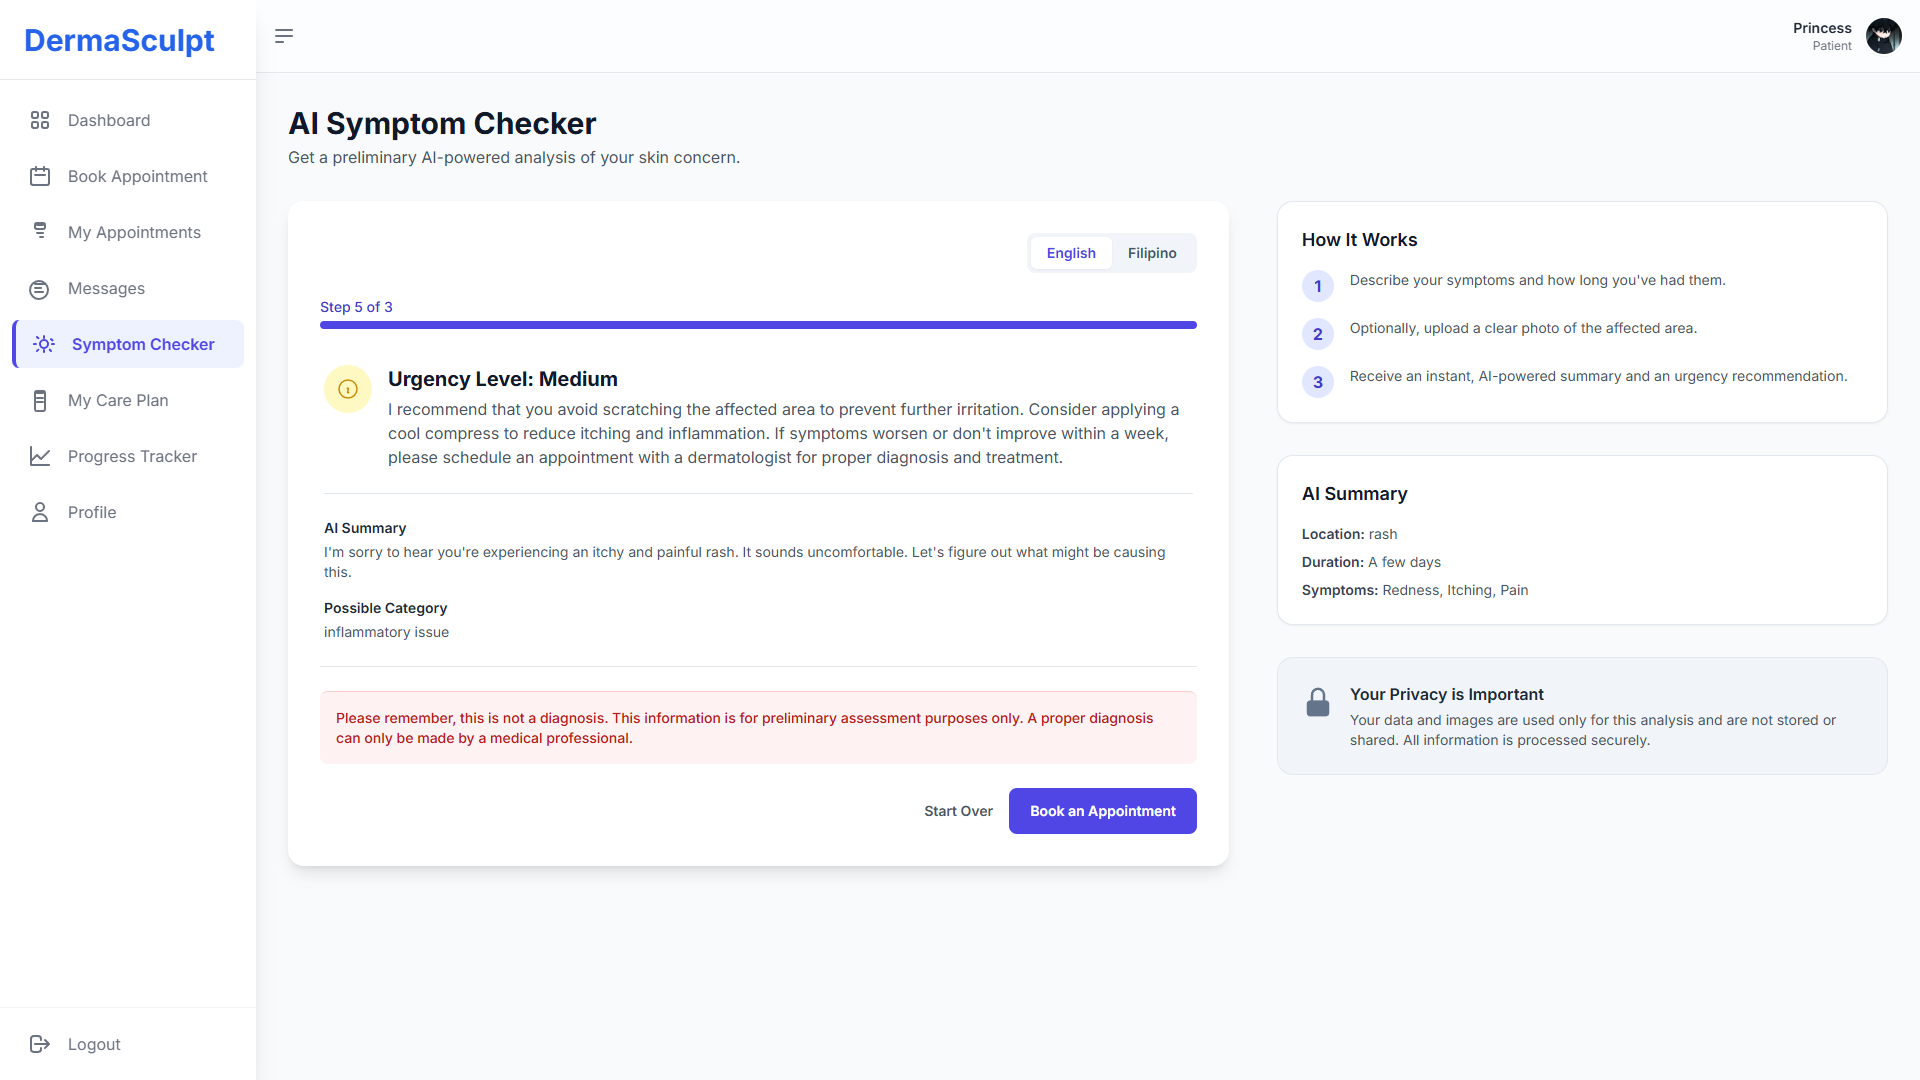 DermaSculpt
Dashboard
Book Appointment
My Appointments
Messages
Symptom Checker
My Care Plan
Progress Tracker
Profile
Logout
Princess
Patient
AI Symptom Checker
Get a preliminary AI-powered analysis of your skin concern.
English
Filipino
Step 5 of 3
Urgency Level: Medium
I recommend that you avoid scratching the affected area to prevent further irritation. Consider applying a
cool compress to reduce itching and inflammation. If symptoms worsen or don't improve within a week,
please schedule an appointment with a dermatologist for proper diagnosis and treatment.
AI Summary
I'm sorry to hear you're experiencing an itchy and painful rash. It sounds uncomfortable. Let's figure out what might be causing
this.
Possible Category
inflammatory issue
Please remember, this is not a diagnosis. This information is for preliminary assessment purposes only. A proper diagnosis
can only be made by a medical professional.
Start Over
Book an Appointment
How It Works
1
Describe your symptoms and how long you've had them.
2
Optionally, upload a clear photo of the affected area.
3
Receive an instant, AI-powered summary and an urgency recommendation.
AI Summary
Location: rash
Duration: A few days
Symptoms: Redness, Itching, Pain
Your Privacy is Important
Your data and images are used only for this analysis and are not stored or
shared. All information is processed securely.